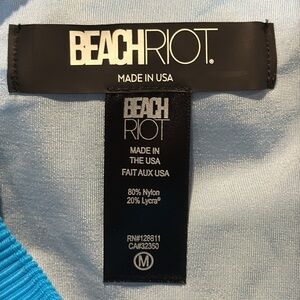 BEACHRIOT.
MADE IN USA
BEACH
RIOT
MADE IN
THE USA
FAIT AUX USA
80% Nylon
20% Lycra®
RN#128811
CA#32350
M